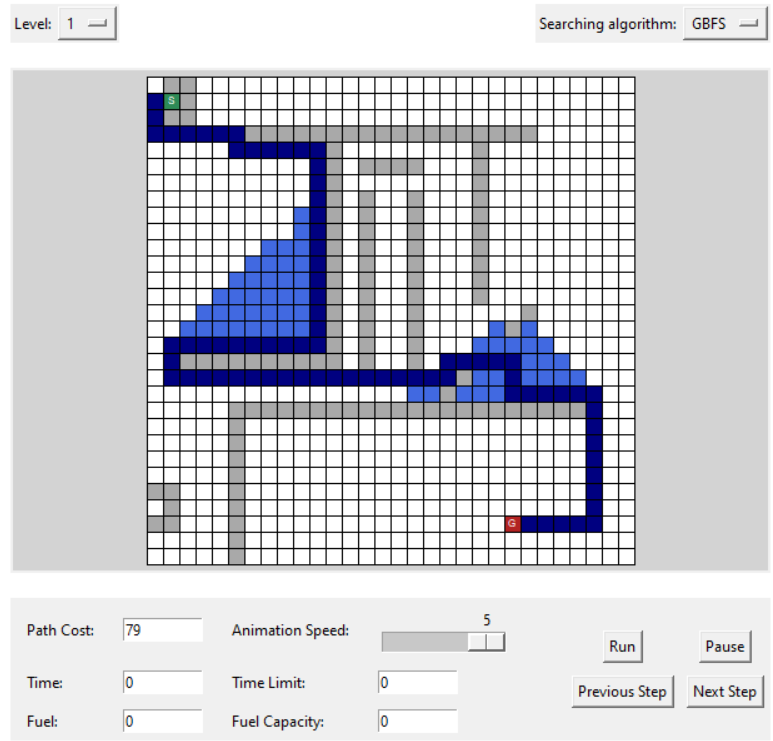 Level: 1 Searching algorithm: GBFS
S
G
5
Path Cost: 79 Animation Speed: Run Pause
Time: 0 Time Limit: 0 Previous Step Next Step
Fuel: 0 Fuel Capacity: 0